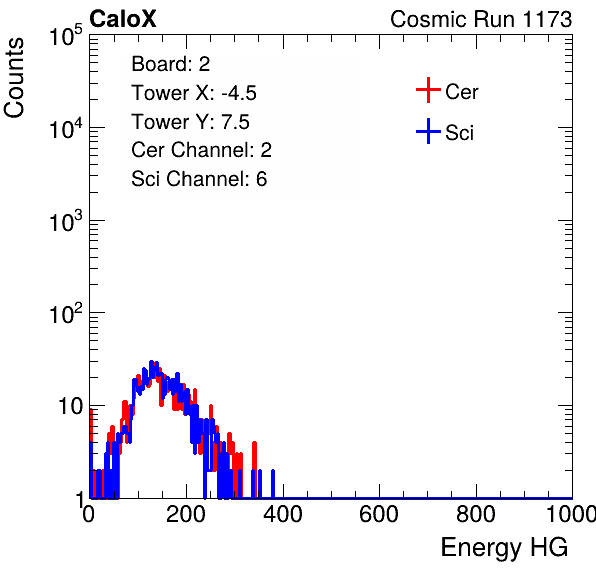 CaloX Cosmic Run 1173
Counts
Board: 2
Tower X: -4.5
Tower Y: 7.5
Cer Channel: 2
Sci Channel: 6
Cer
Sci
10^5
10^4
10^3
10^2
10
1
0 200 400 600 800 1000
Energy HG